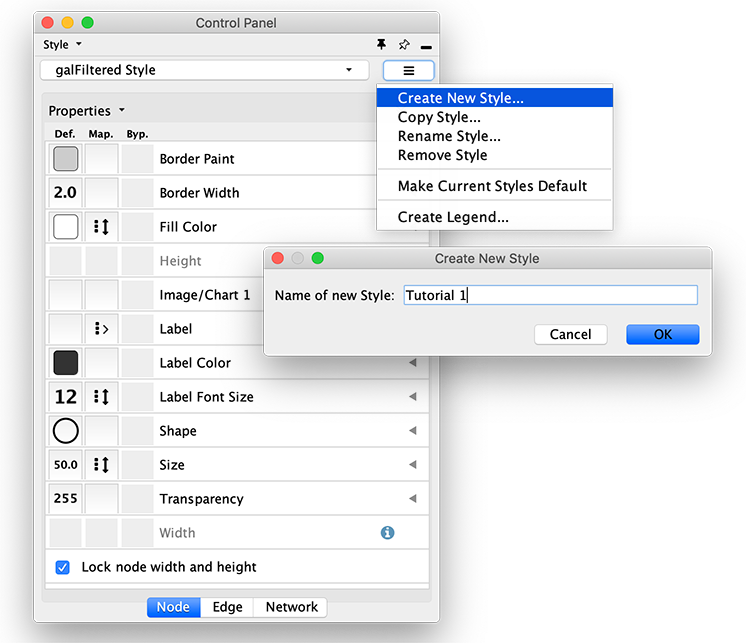 Control Panel
Style
galFiltered Style
Create New Style...
Copy Style...
Rename Style...
Remove Style
Make Current Styles Default
Create Legend...
Properties
Def. Map. Byp.
Border Paint
2.0 Border Width
Fill Color
Height
Image/Chart 1
Label
Label Color
12 Label Font Size
Shape
50.0 Size
255 Transparency
Width
Lock node width and height
Node Edge Network
Create New Style
Name of new Style: Tutorial 1
Cancel OK